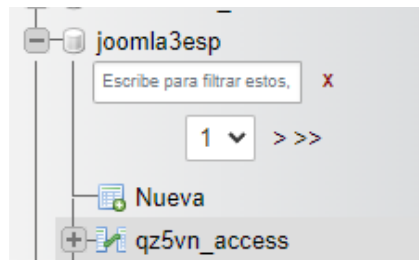 joomla3esp
Escribe para filtrar estos, X
1 > >>
Nueva
qz5vn_access